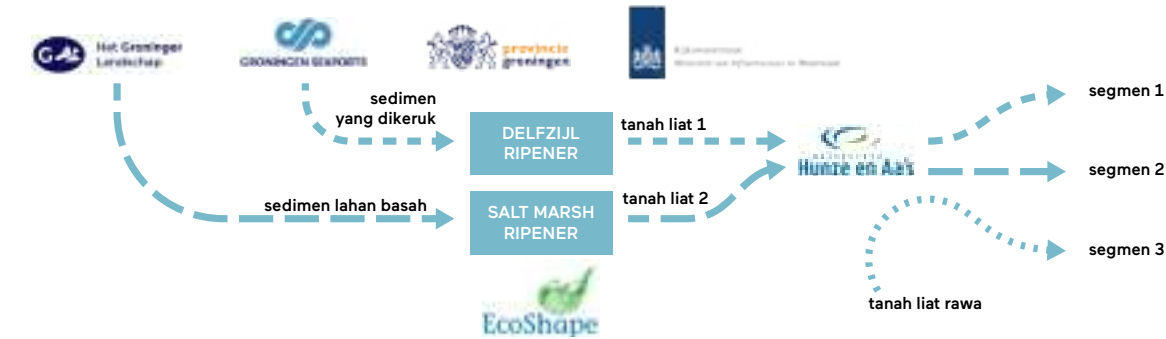 Het Groninger
Landschap
GRONINGEN SEAPORTS
provincie
groningen
sedimen
yang dikeruk
DELFZIJL
RIPENER
tanah liat 1
Hunze en Aa's
segmen 1
segmen 2
sedimen lahan basah
SALT MARSH
RIPENER
tanah liat 2
segmen 3
tanah liat rawa
EcoShape